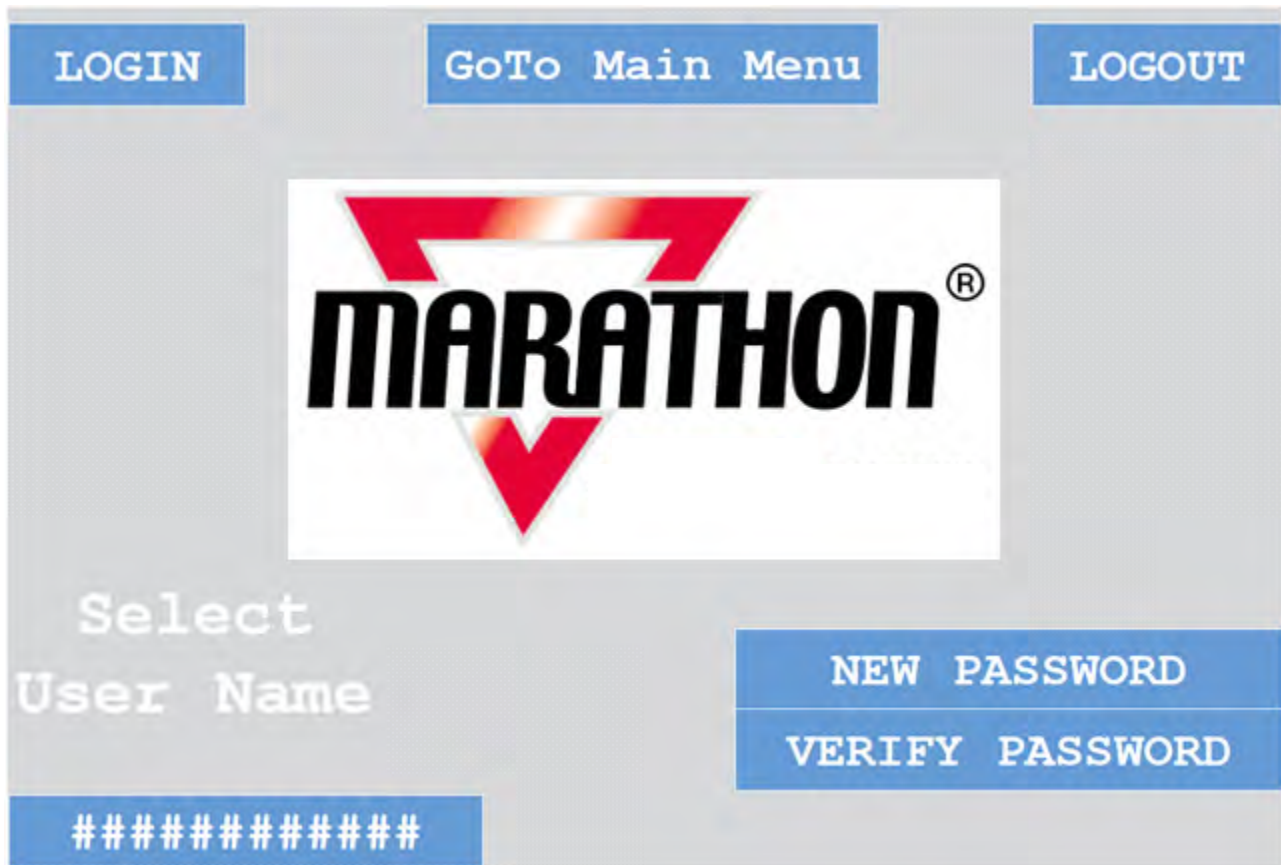 LOGIN
GoTo Main Menu
LOGOUT
MARATHON®
Select
User Name
NEW PASSWORD
VERIFY PASSWORD
############